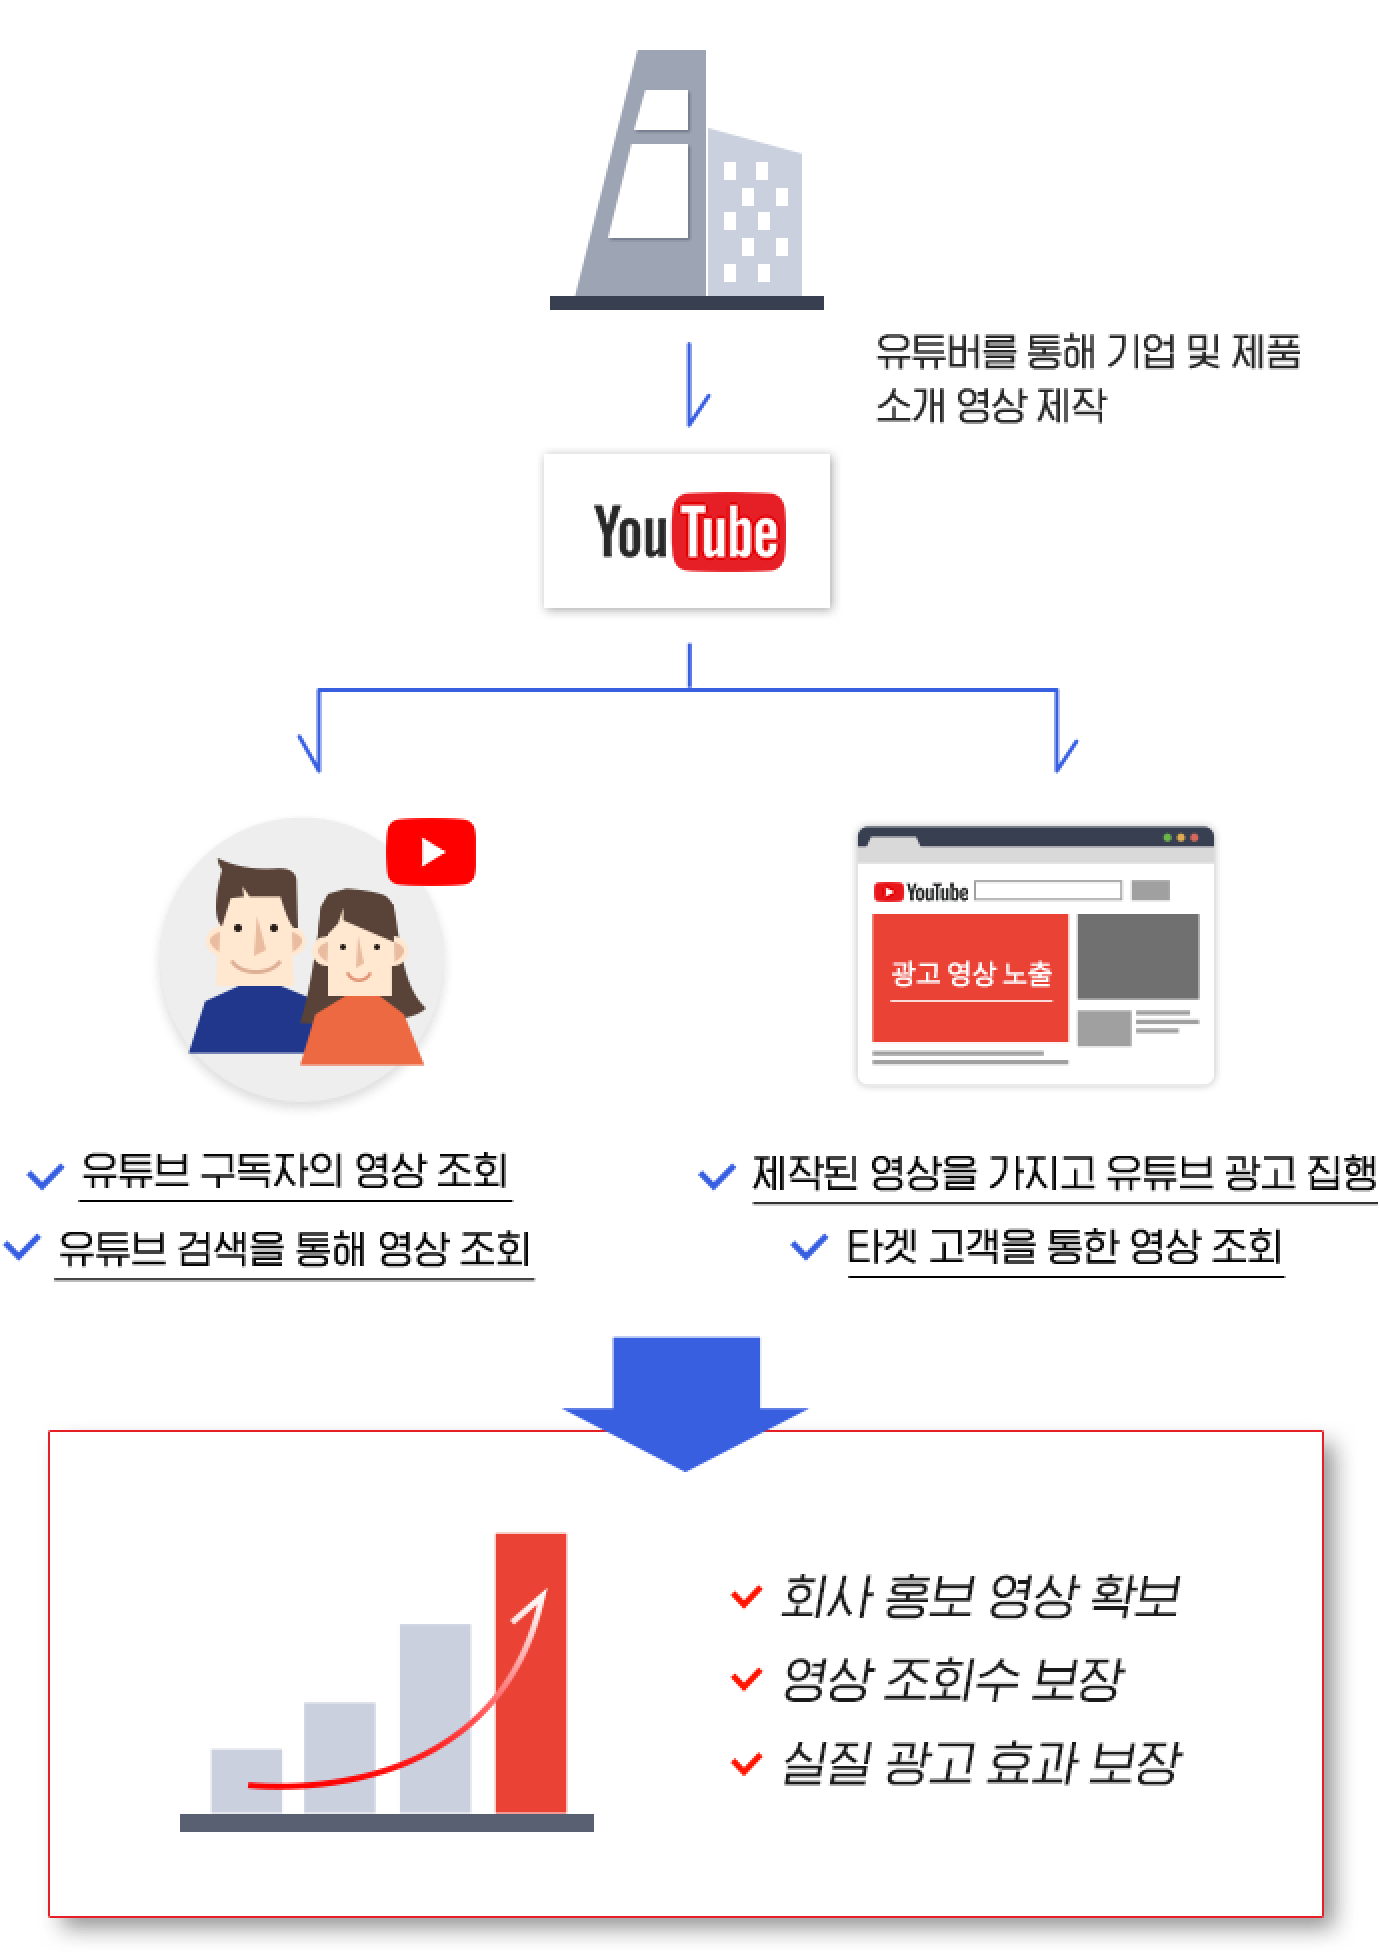 유튜버를 통해 기업 및 제품
소개 영상 제작
YouTube
YouTube
광고 영상 노출
유튜브 구독자의 영상 조회
유튜브 검색을 통해 영상 조회
제작된 영상을 가지고 유튜브 광고 집행
타겟 고객을 통한 영상 조회
회사 홍보 영상 확보
영상 조회수 보장
실질 광고 효과 보장